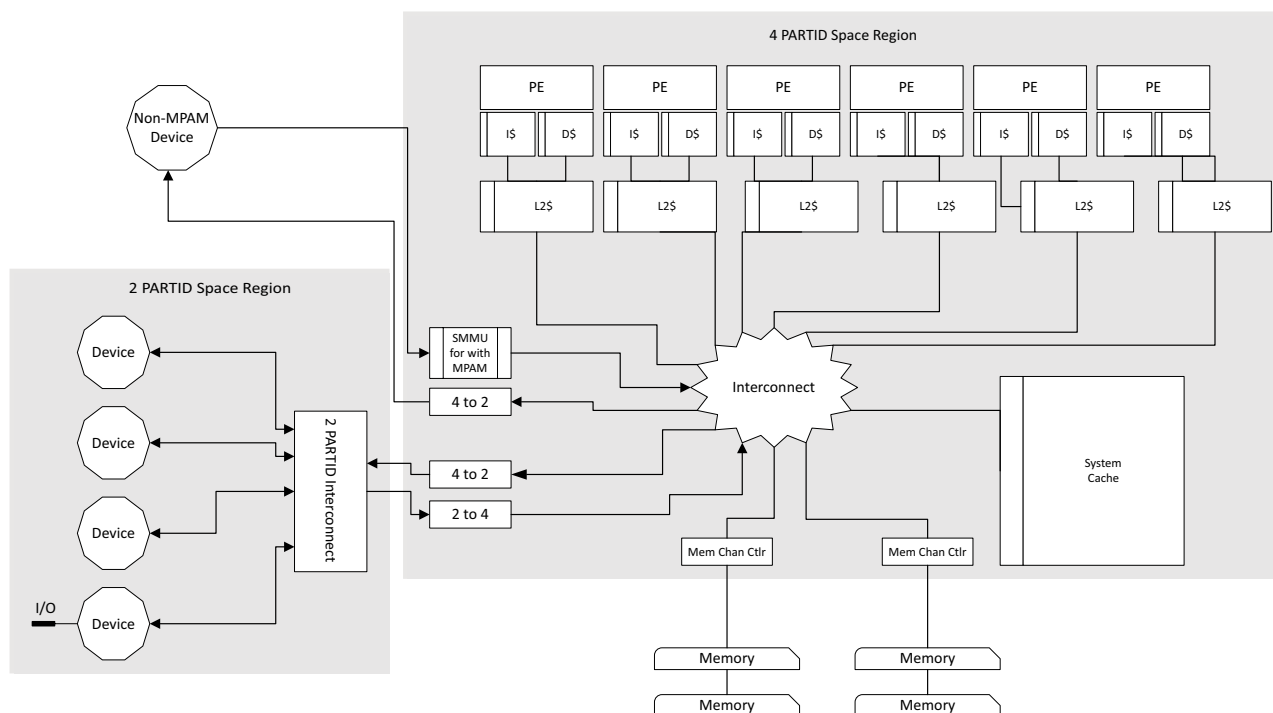 4 PARTID Space Region
PE PE PE PE PE PE
I$ D$ I$ D$ I$ D$ I$ D$ I$ D$ I$ D$
L2$ L2$ L2$ L2$ L2$ L2$
Non-MPAM
Device
2 PARTID Space Region
Device
Device
Device
Device
I/O
2 PARTID Interconnect
SMMU
for with
MPAM
4 to 2
4 to 2
2 to 4
Interconnect
System
Cache
Mem Chan Ctlr Mem Chan Ctlr
Memory Memory
Memory Memory